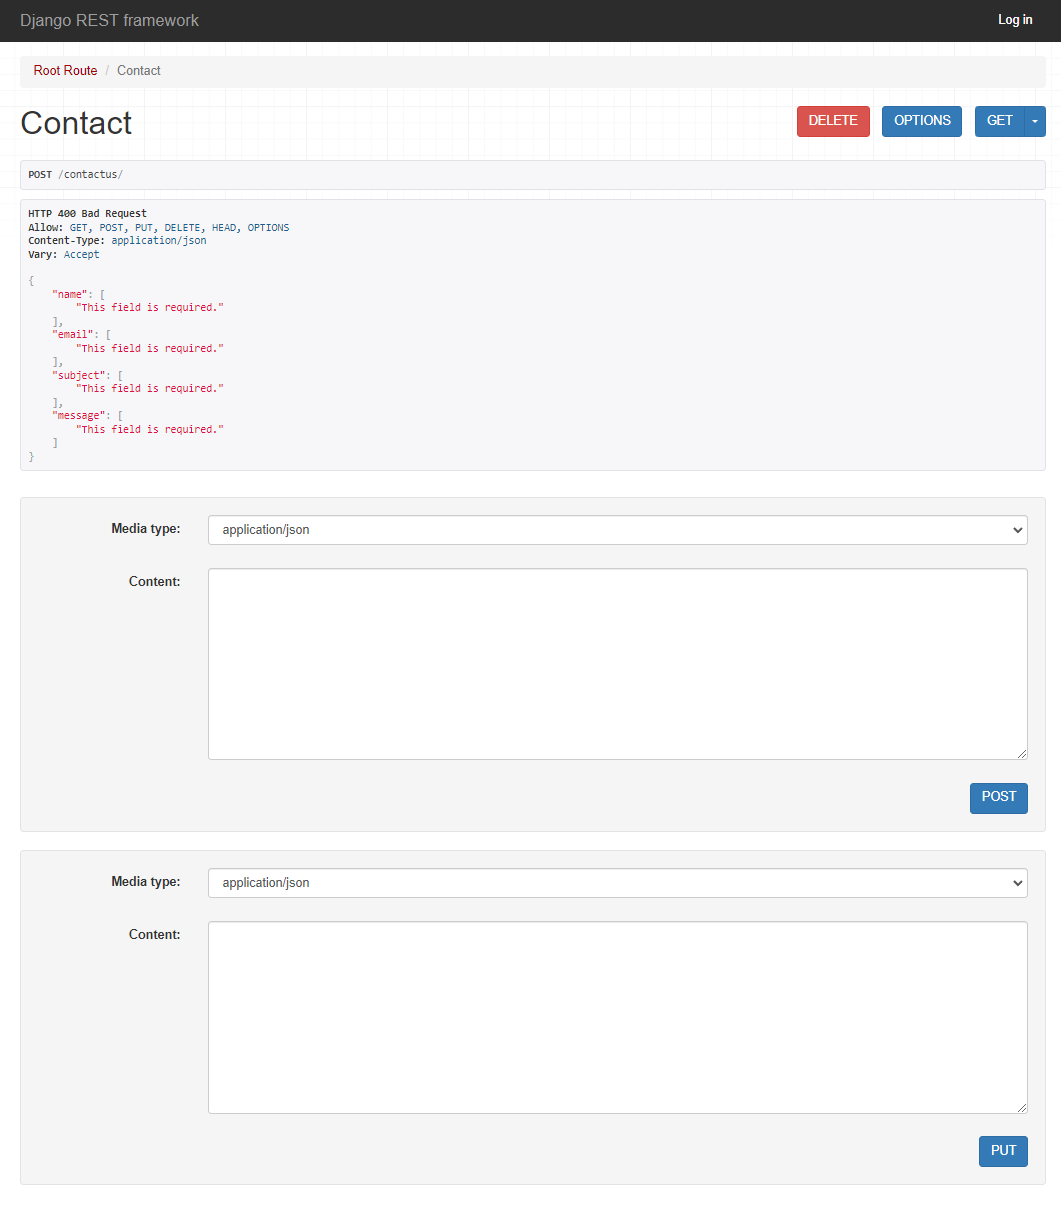 Django REST framework
Log in
Root Route / Contact
Contact
DELETE
OPTIONS
GET
POST /contactus/
HTTP 400 Bad Request
Allow: GET, POST, PUT, DELETE, HEAD, OPTIONS
Content-Type: application/json
Vary: Accept
{
    "name": [
        "This field is required."
    ],
    "email": [
        "This field is required."
    ],
    "subject": [
        "This field is required."
    ],
    "message": [
        "This field is required."
    ]
}
Media type:
application/json
Content:
POST
Media type:
application/json
Content:
PUT